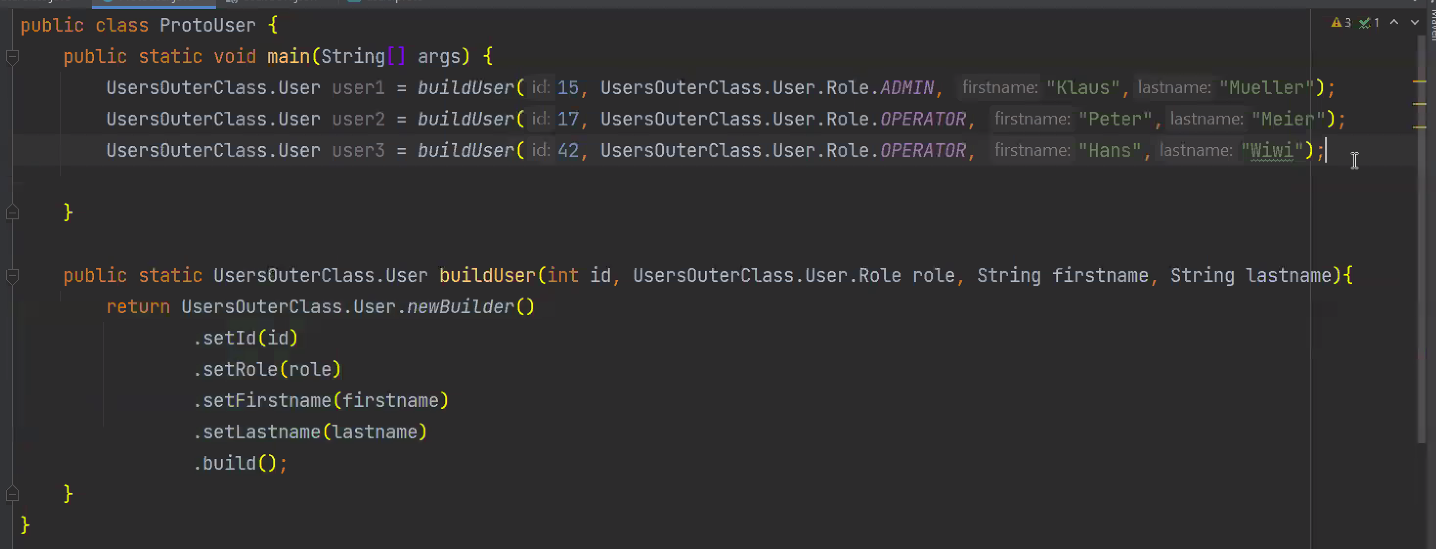 public class ProtoUser {
3 1
public static void main(String[] args) {
UsersOuterClass.User user1 = buildUser( id: 15, UsersOuterClass.User.Role.ADMIN, firstname: "Klaus", lastname: "Mueller");
UsersOuterClass.User user2 = buildUser( id: 17, UsersOuterClass.User.Role.OPERATOR, firstname: "Peter", lastname: "Meier");
UsersOuterClass.User user3 = buildUser( id: 42, UsersOuterClass.User.Role.OPERATOR, firstname: "Hans", lastname: "Wiwi");
}
public static UsersOuterClass.User buildUser(int id, UsersOuterClass.User.Role role, String firstname, String lastname){
return UsersOuterClass.User.newBuilder()
.setId(id)
.setRole(role)
.setFirstname(firstname)
.setLastname(lastname)
.build();
}
}